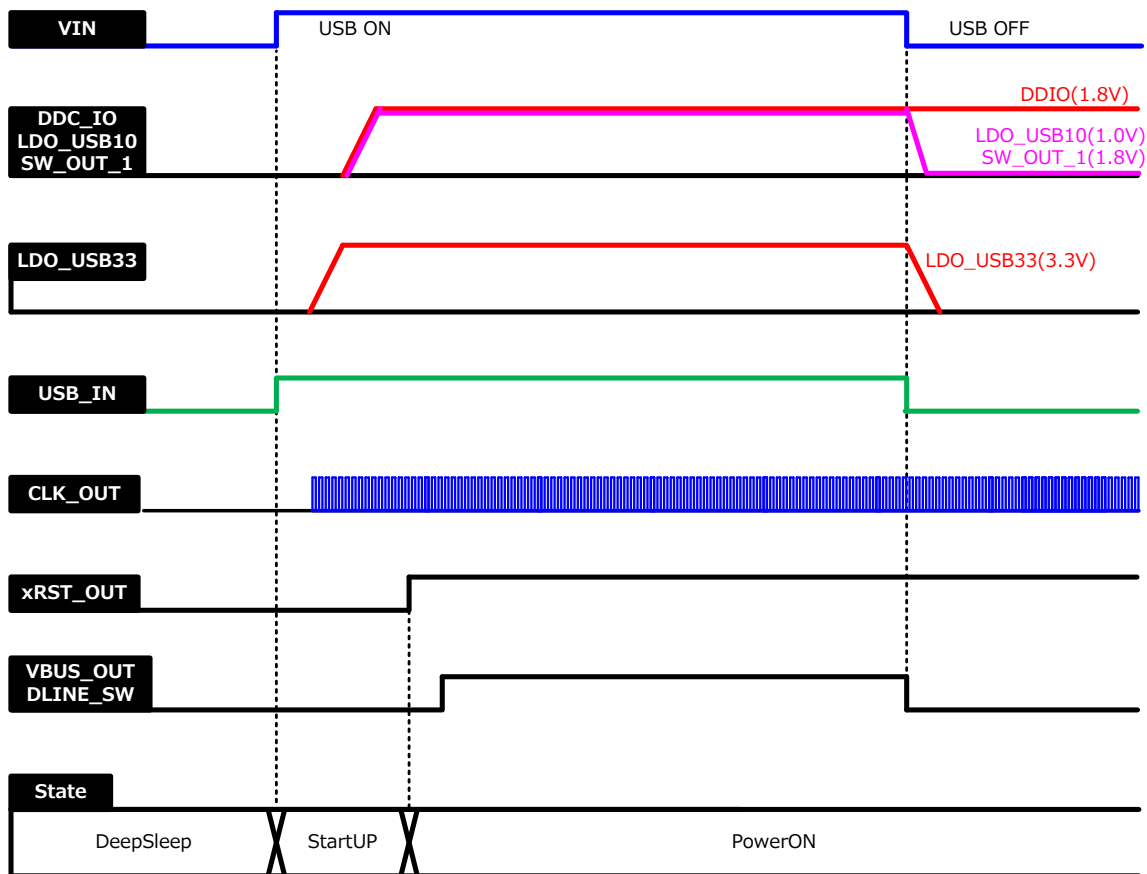 VIN
USB ON
USB OFF
DDC_IO
LDO_USB10
SW_OUT_1
DDIO(1.8V)
LDO_USB10(1.0V)
SW_OUT_1(1.8V)
LDO_USB33
LDO_USB33(3.3V)
USB_IN
CLK_OUT
xRST_OUT
VBUS_OUT
DLINE_SW
State
DeepSleep
StartUP
PowerON